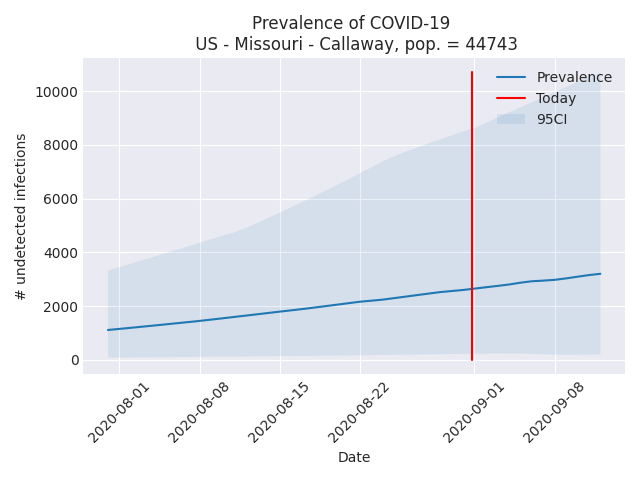 Prevalence of COVID-19
US - Missouri - Callaway, pop. = 44743
Prevalence
Today
95CI
# undetected infections
10000
8000
6000
4000
2000
0
2020-08-01
2020-08-08
2020-08-15
2020-08-22
2020-09-01
2020-09-08
Date